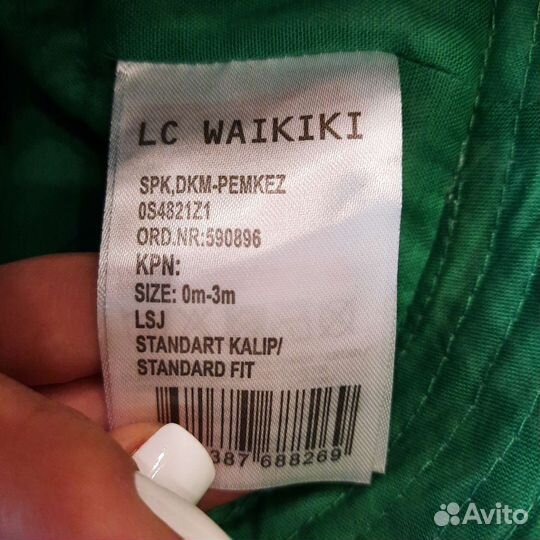 LC WAIKIKI
SPK,DKM-PEMKEZ
0S4821Z1
ORD.NR:590896
KPN:
SIZE: 0m-3m
LSJ
STANDART KALIP/
STANDARD FIT
387 688269
Avito